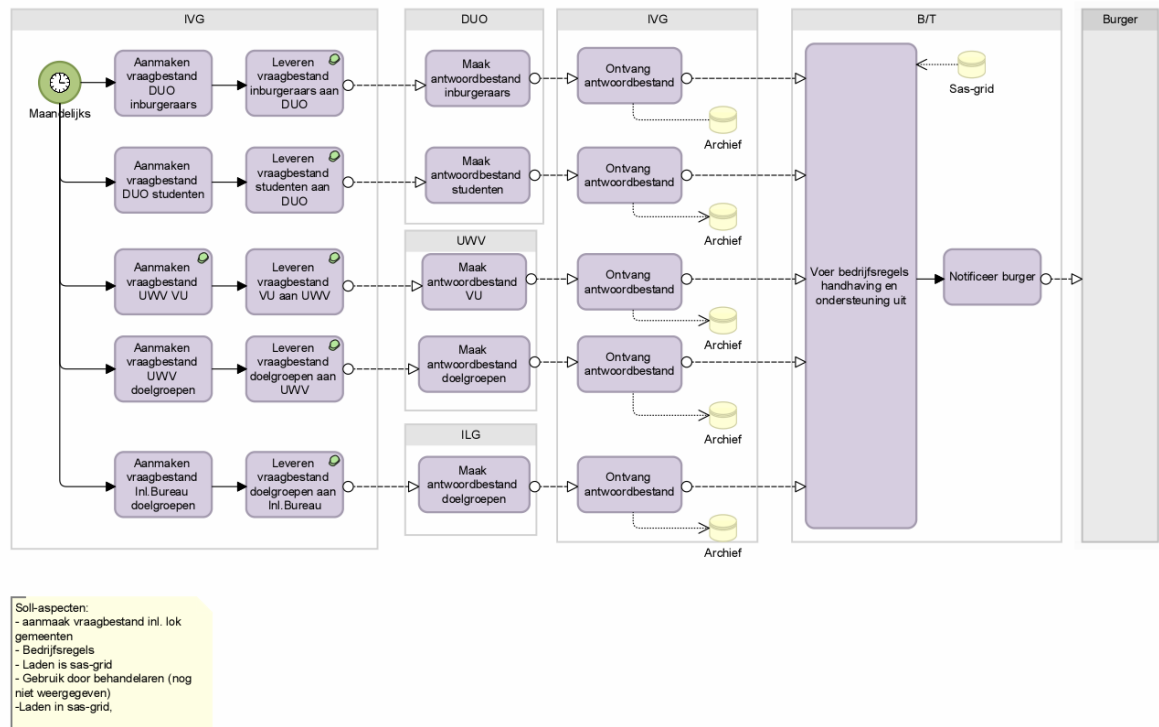 IVG
DUO
IVG
B/T
Burger
Maandelijks
Aanmaken
vraagbestand
DUO
inburgeraars
Leveren
vraagbestand
inburgeraars aan
DUO
Maak
antwoordbestand
inburgeraars
Ontvang
antwoordbestand
Archief
Sas-grid
Aanmaken
vraagbestand
DUO studenten
Leveren
vraagbestand
studenten aan
DUO
Maak
antwoordbestand
studenten
Ontvang
antwoordbestand
Archief
UWV
Aanmaken
vraagbestand
UWV VU
Leveren
vraagbestand
VU aan UWV
Maak
antwoordbestand
VU
Ontvang
antwoordbestand
Archief
Voer bedrijfsregels
handhaving en
ondersteuning uit
Notificeer burger
Aanmaken
vraagbestand
UWV
doelgroepen
Leveren
vraagbestand
doelgroepen aan
UWV
Maak
antwoordbestand
doelgroepen
Ontvang
antwoordbestand
Archief
ILG
Aanmaken
vraagbestand
Inl.Bureau
doelgroepen
Leveren
vraagbestand
doelgroepen aan
Inl.Bureau
Maak
antwoordbestand
doelgroepen
Ontvang
antwoordbestand
Archief
Soll-aspecten:
- aanmaak vraagbestand inl. lok
gemeenten
- Bedrijfsregels
- Laden is sas-grid
- Gebruik door behandelaren (nog
niet weergegeven)
-Laden in sas-grid,